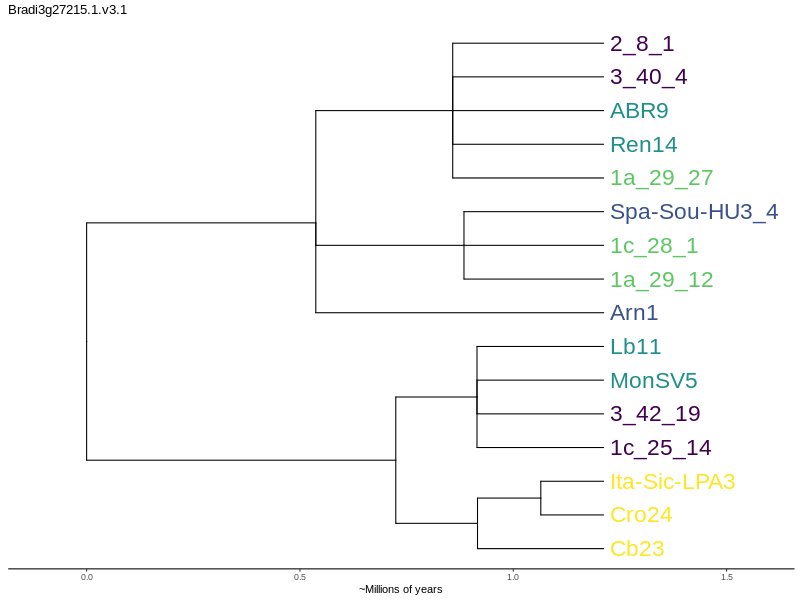 Bradi3g27215.1.v3.1
2_8_1
3_40_4
ABR9
Ren14
1a_29_27
Spa-Sou-HU3_4
1c_28_1
1a_29_12
Arn1
Lb11
MonSV5
3_42_19
1c_25_14
Ita-Sic-LPA3
Cro24
Cb23
0.0 0.5 1.0 1.5
~Millions of years